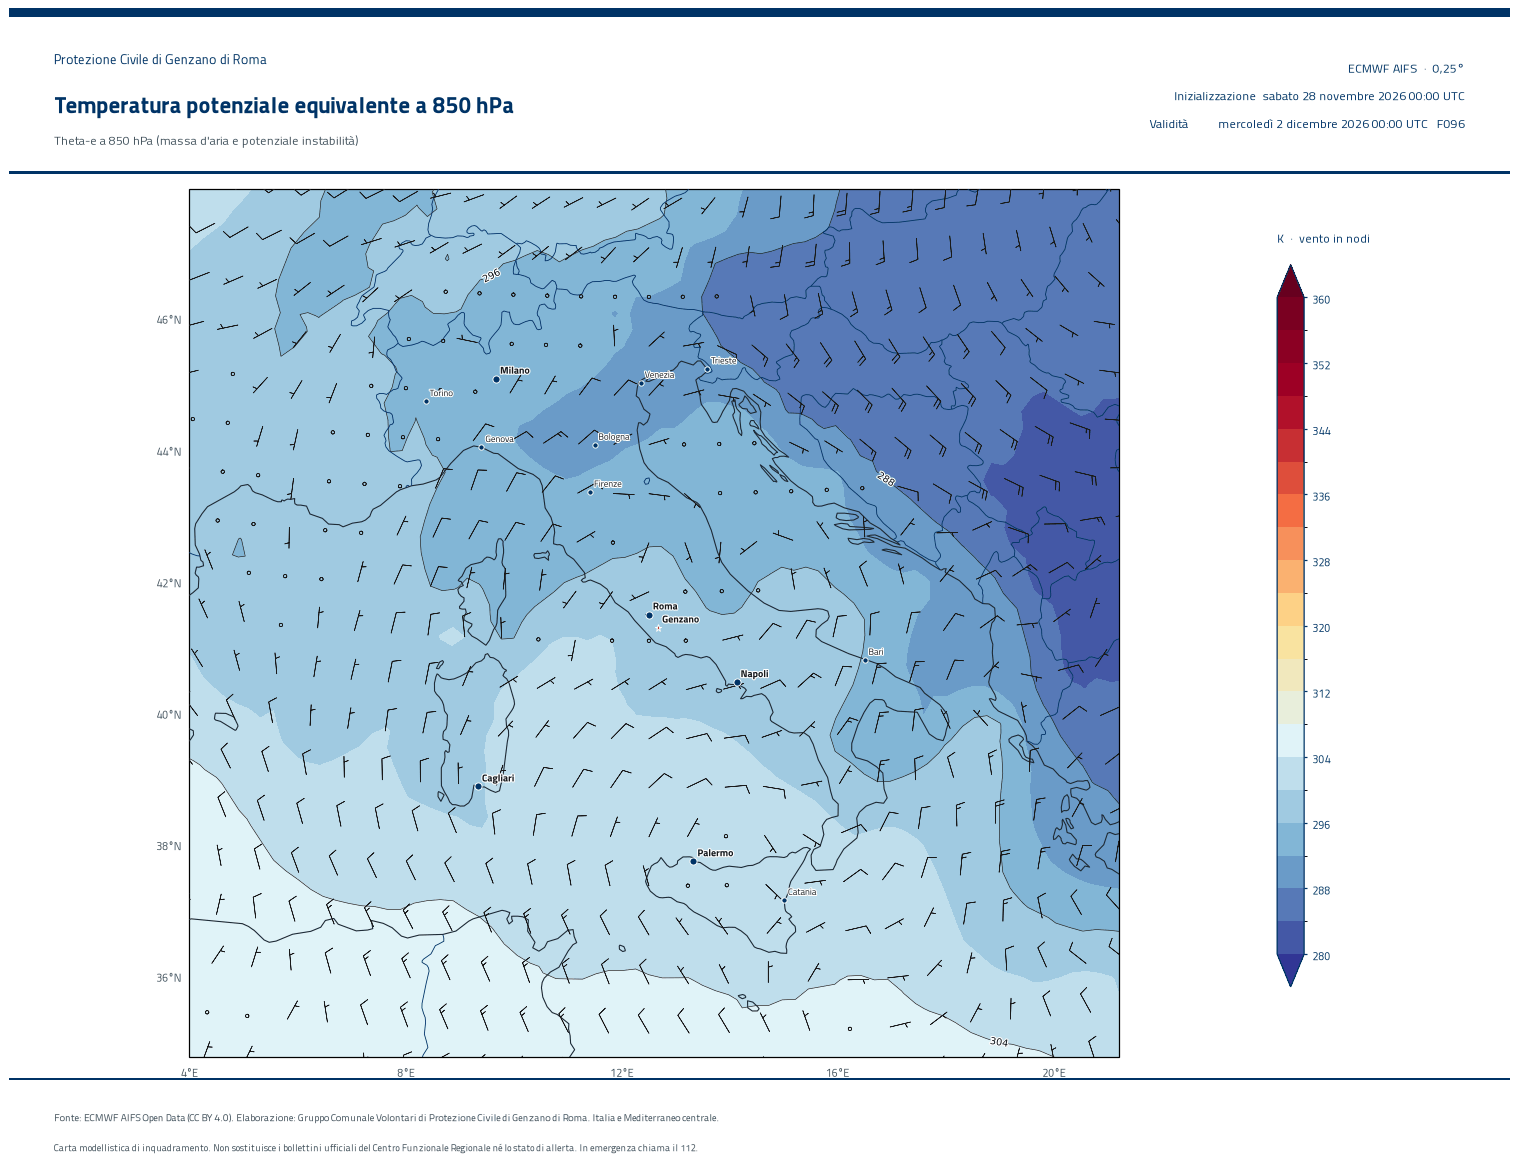 Protezione Civile di Genzano di Roma
Temperatura potenziale equivalente a 850 hPa
Theta-e a 850 hPa (massa d'aria e potenziale instabilità)
ECMWF AIFS · 0,25°
Inizializzazione sabato 28 novembre 2026 00:00 UTC
Validità mercoledì 2 dicembre 2026 00:00 UTC F096
K · vento in nodi
360
352
344
336
328
320
312
304
296
288
280
46°N
44°N
42°N
40°N
38°N
36°N
4°E
8°E
12°E
16°E
20°E
296
288
304
Milano
Torino
Venezia
Trieste
Genova
Bologna
Firenze
Roma
Genzano
Napoli
Bari
Cagliari
Palermo
Catania
Fonte: ECMWF AIFS Open Data (CC BY 4.0). Elaborazione: Gruppo Comunale Volontari di Protezione Civile di Genzano di Roma. Italia e Mediterraneo centrale.
Carta modellistica di inquadramento. Non sostituisce i bollettini ufficiali del Centro Funzionale Regionale né lo stato di allerta. In emergenza chiama il 112.